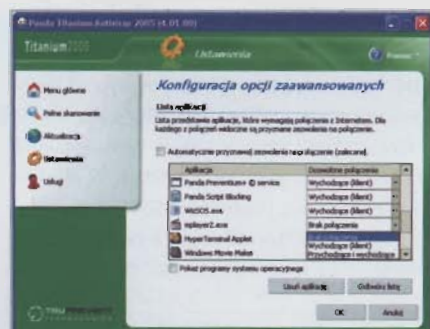 Panda Titanium Antivirus 2005 (4.01.00)
Titanium2005
Ustawienia
Pomoc
Menu główne
Pełne skanowanie
Aktualizacja
Ustawienia
Usługi
Konfiguracja opcji zaawansowanych
Lista aplikacji
Lista przedstawia aplikacje, które wymagają połączenia z Internetem. Dla
każdego z połączeń widoczne są przyznane zezwolenia na połączenie.
Automatycznie przyznawaj zezwolenia na połączenie (zalecane).
Aplikacja Dozwolone połączenia
Panda Preventium+ © service Wychodzące (klient)
Panda Script Blocking Wychodzące (klient)
WinSOS.exe Wychodzące (klient)
mplayer2.exe Brak połączenia
HyperTerminal Applet
Wychodzące (klient)
Windows Movie Maker Przychodzące i wychodzące
Pokaż programy systemu operacyjnego
Usuń aplikację Odśwież listę
OK Anuluj